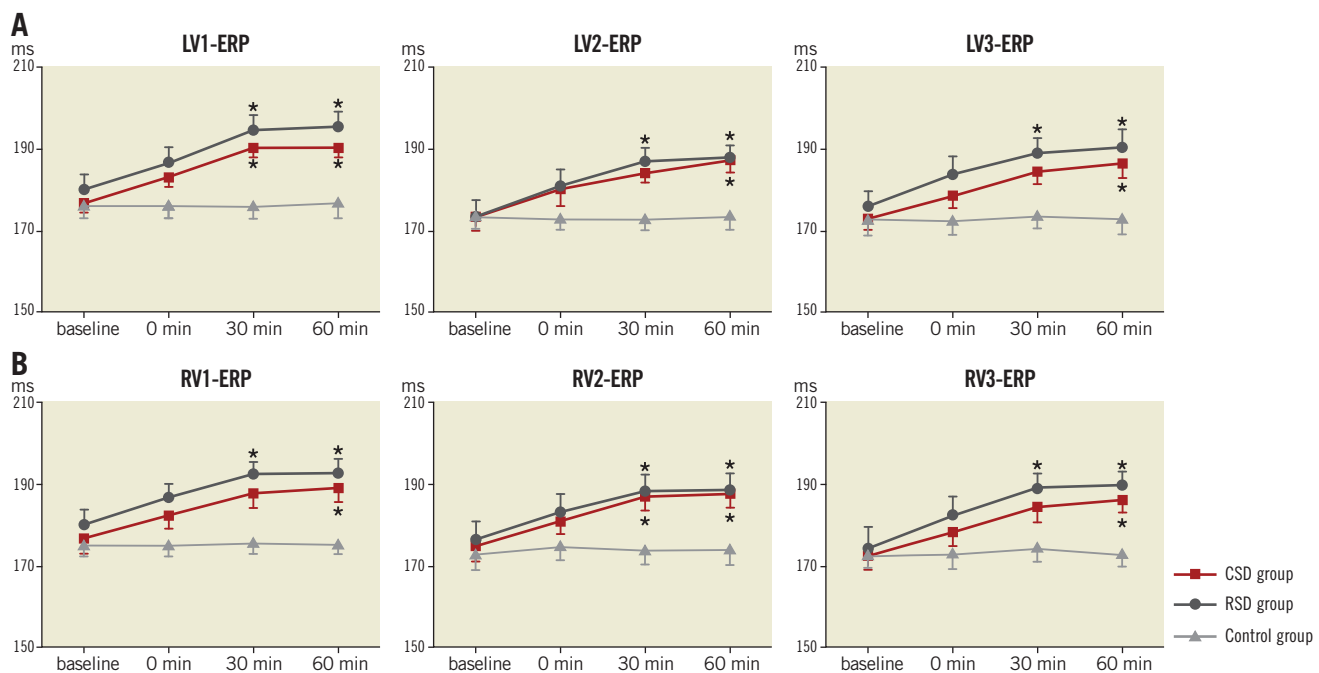 A
ms
LV1-ERP
210
190
170
150
* *
* *
baseline 0 min 30 min 60 min
ms
LV2-ERP
210
190
170
150
* *
*
baseline 0 min 30 min 60 min
ms
LV3-ERP
210
190
170
150
* *
*
baseline 0 min 30 min 60 min
B
ms
RV1-ERP
210
190
170
150
* *
*
baseline 0 min 30 min 60 min
ms
RV2-ERP
210
190
170
150
* *
* *
baseline 0 min 30 min 60 min
ms
RV3-ERP
210
190
170
150
* *
*
baseline 0 min 30 min 60 min
CSD group
RSD group
Control group